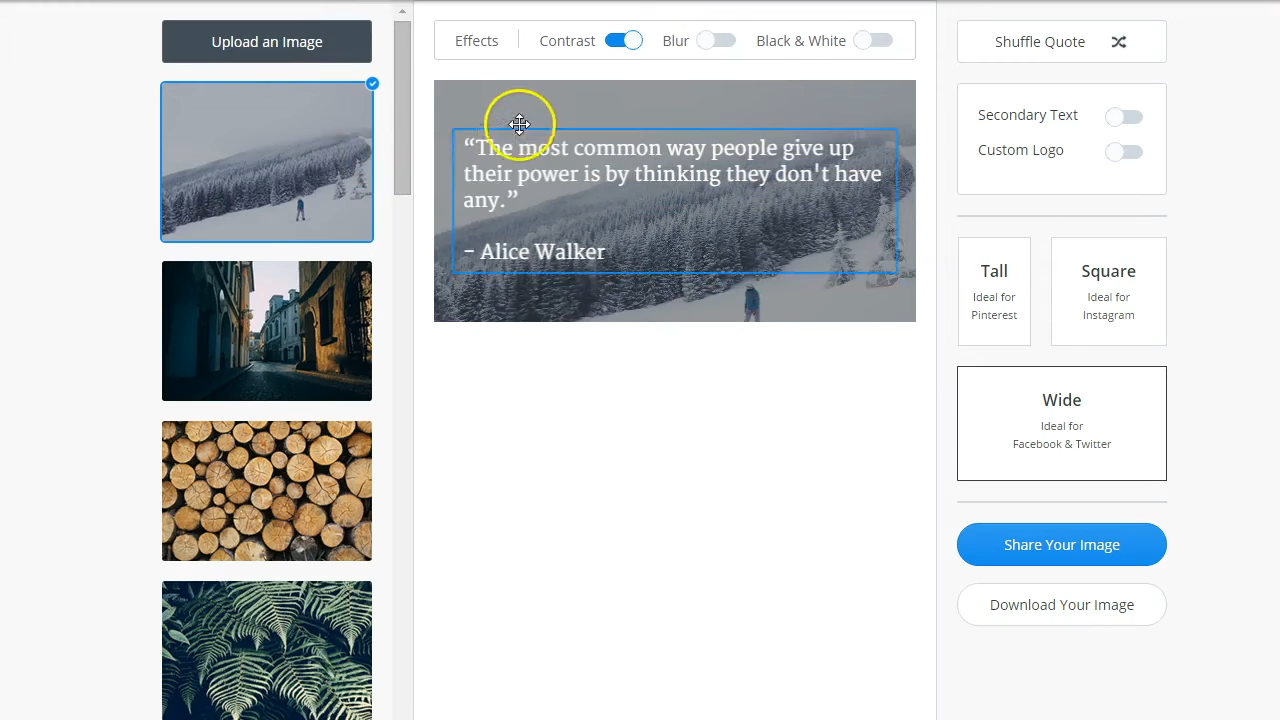 Upload an Image
Effects
Contrast
Blur
Black & White
“The most common way people give up
their power is by thinking they don't have
any.”
- Alice Walker
Shuffle Quote
Secondary Text
Custom Logo
Tall
Ideal for
Pinterest
Square
Ideal for
Instagram
Wide
Ideal for
Facebook & Twitter
Share Your Image
Download Your Image